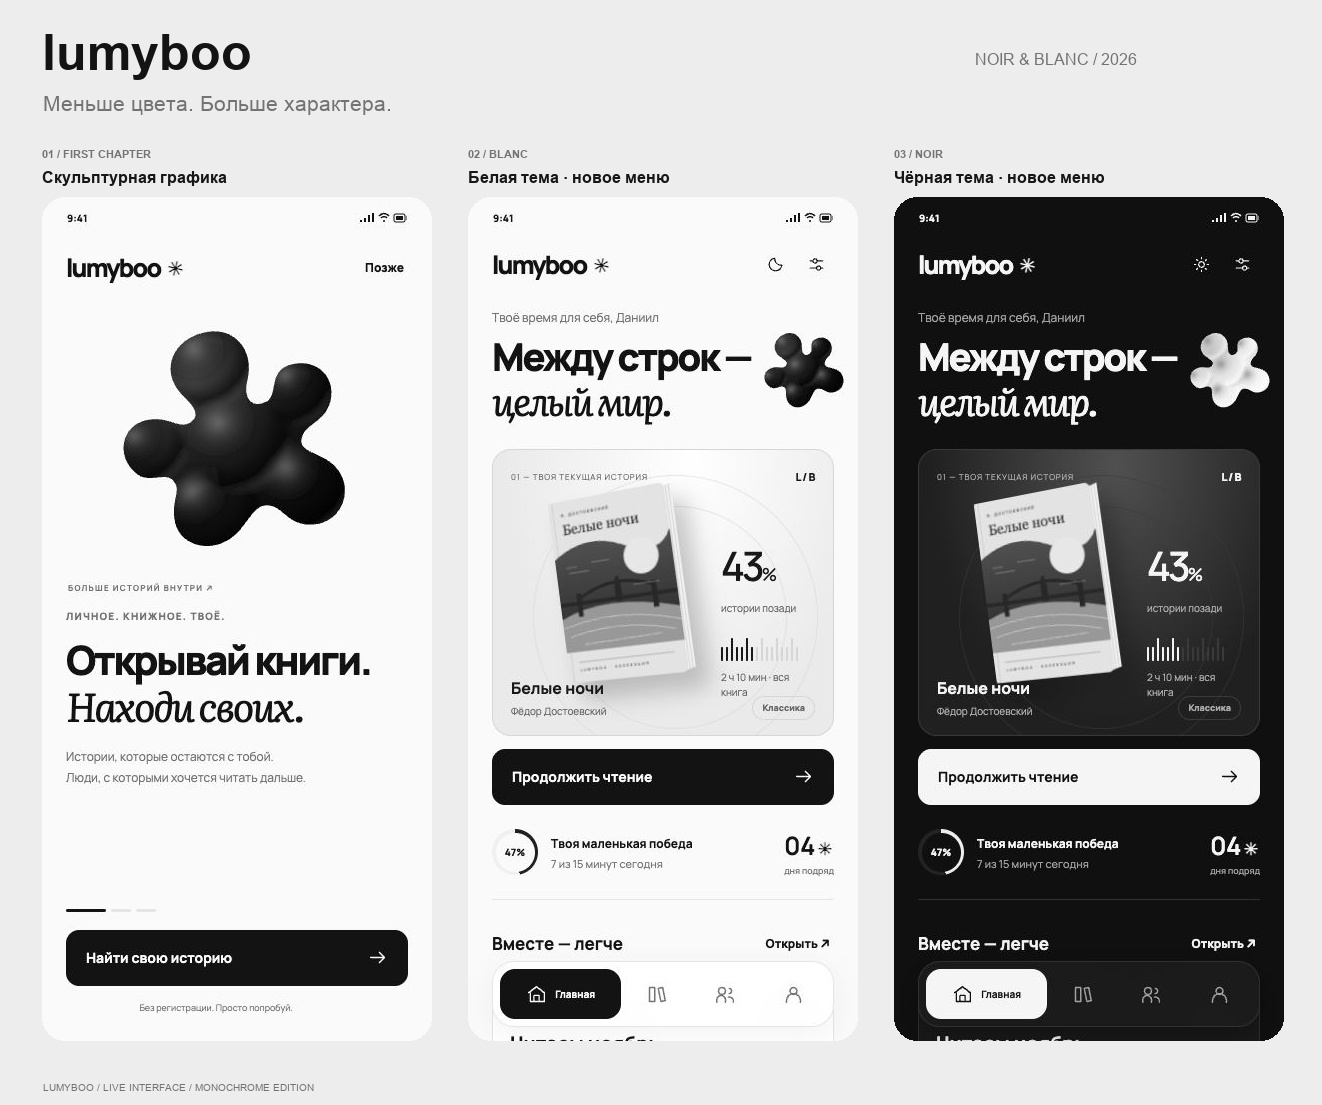 lumyboo
NOIR & BLANC / 2026
Меньше цвета. Больше характера.
01 / FIRST CHAPTER
Скульптурная графика
9:41
lumyboo
Позже
БОЛЬШЕ ИСТОРИЙ ВНУТРИ ↗
ЛИЧНОЕ. КНИЖНОЕ. ТВОЁ.
Открывай книги.
Находи своих.
Истории, которые остаются с тобой.
Люди, с которыми хочется читать дальше.
Найти свою историю →
Без регистрации. Просто попробуй.
02 / BLANC
Белая тема · новое меню
9:41
lumyboo
Твоё время для себя, Даниил
Между строк —
целый мир.
01 — ТВОЯ ТЕКУЩАЯ ИСТОРИЯ
L/B
Ф. ДОСТОЕВСКИЙ
Белые ночи
LUMYBOO · КОЛЛЕКЦИЯ
43%
истории позади
2 ч 10 мин · вся
книга
Белые ночи
Фёдор Достоевский
Классика
Продолжить чтение →
47%
Твоя маленькая победа
7 из 15 минут сегодня
04
дня подряд
Вместе — легче
Открыть ↗
Главная
03 / NOIR
Чёрная тема · новое меню
9:41
lumyboo
Твоё время для себя, Даниил
Между строк —
целый мир.
01 — ТВОЯ ТЕКУЩАЯ ИСТОРИЯ
L/B
Ф. ДОСТОЕВСКИЙ
Белые ночи
LUMYBOO · КОЛЛЕКЦИЯ
43%
истории позади
2 ч 10 мин · вся
книга
Белые ночи
Фёдор Достоевский
Классика
Продолжить чтение →
47%
Твоя маленькая победа
7 из 15 минут сегодня
04
дня подряд
Вместе — легче
Открыть ↗
Главная
LUMYBOO / LIVE INTERFACE / MONOCHROME EDITION